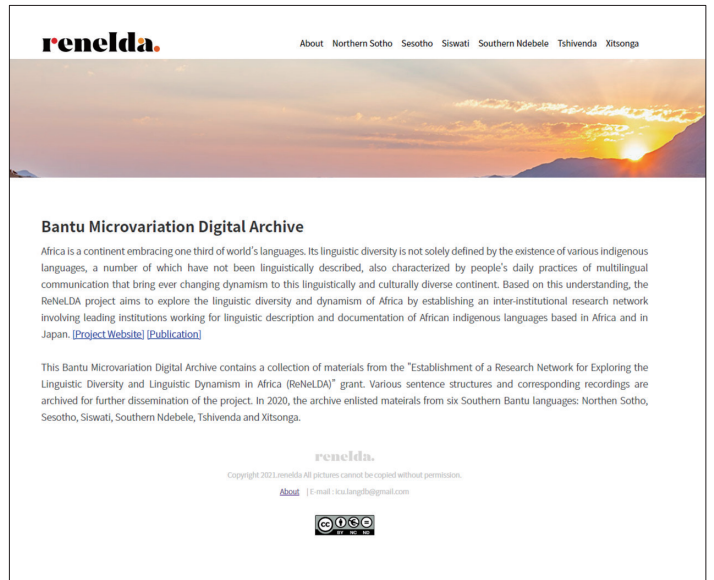 renelda.
About Northern Sotho Sesotho Siswati Southern Ndebele Tshivenda Xitsonga
Bantu Microvariation Digital Archive
Africa is a continent embracing one third of world's languages. Its linguistic diversity is not solely defined by the existence of various indigenous
languages, a number of which have not been linguistically described, also characterized by people's daily practices of multilingual
communication that bring ever changing dynamism to this linguistically and culturally diverse continent. Based on this understanding, the
ReNeLDA project aims to explore the linguistic diversity and dynamism of Africa by establishing an inter-institutional research network
involving leading institutions working for linguistic description and documentation of African indigenous languages based in Africa and in
Japan. [Project Website] [Publication]
This Bantu Microvariation Digital Archive contains a collection of materials from the "Establishment of a Research Network for Exploring the
Linguistic Diversity and Linguistic Dynamism in Africa (ReNeLDA)" grant. Various sentence structures and corresponding recordings are
archived for further dissemination of the project. In 2020, the archive enlisted mateirals from six Southern Bantu languages: Northen Sotho,
Sesotho, Siswati, Southern Ndebele, Tshivenda and Xitsonga.
renelda.
Copyright 2021.renelda All pictures cannot be copied without permission.
About | E-mail : icu.langdb@gmail.com
cc BY NC ND